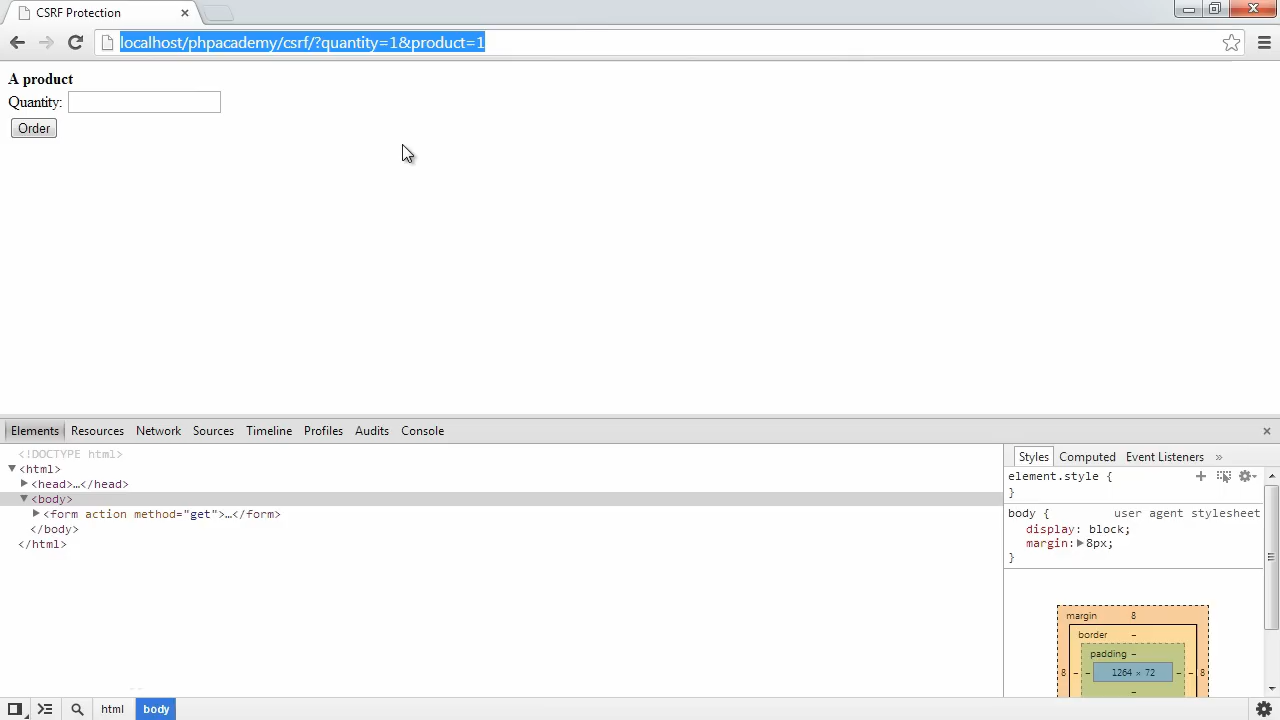 CSRF Protection
localhost/phpacademy/csrf/?quantity=1&product=1
A product
Quantity:
Order
Elements Resources Network Sources Timeline Profiles Audits Console
<!DOCTYPE html>
<html>
<head>…</head>
<body>
<form action method="get">…</form>
</body>
</html>
Styles Computed Event Listeners »
element.style {
}
body { user agent stylesheet
display: block;
margin: 8px;
}
margin 8
border –
padding –
8 – – 1264 × 72 – – 8
–
html body